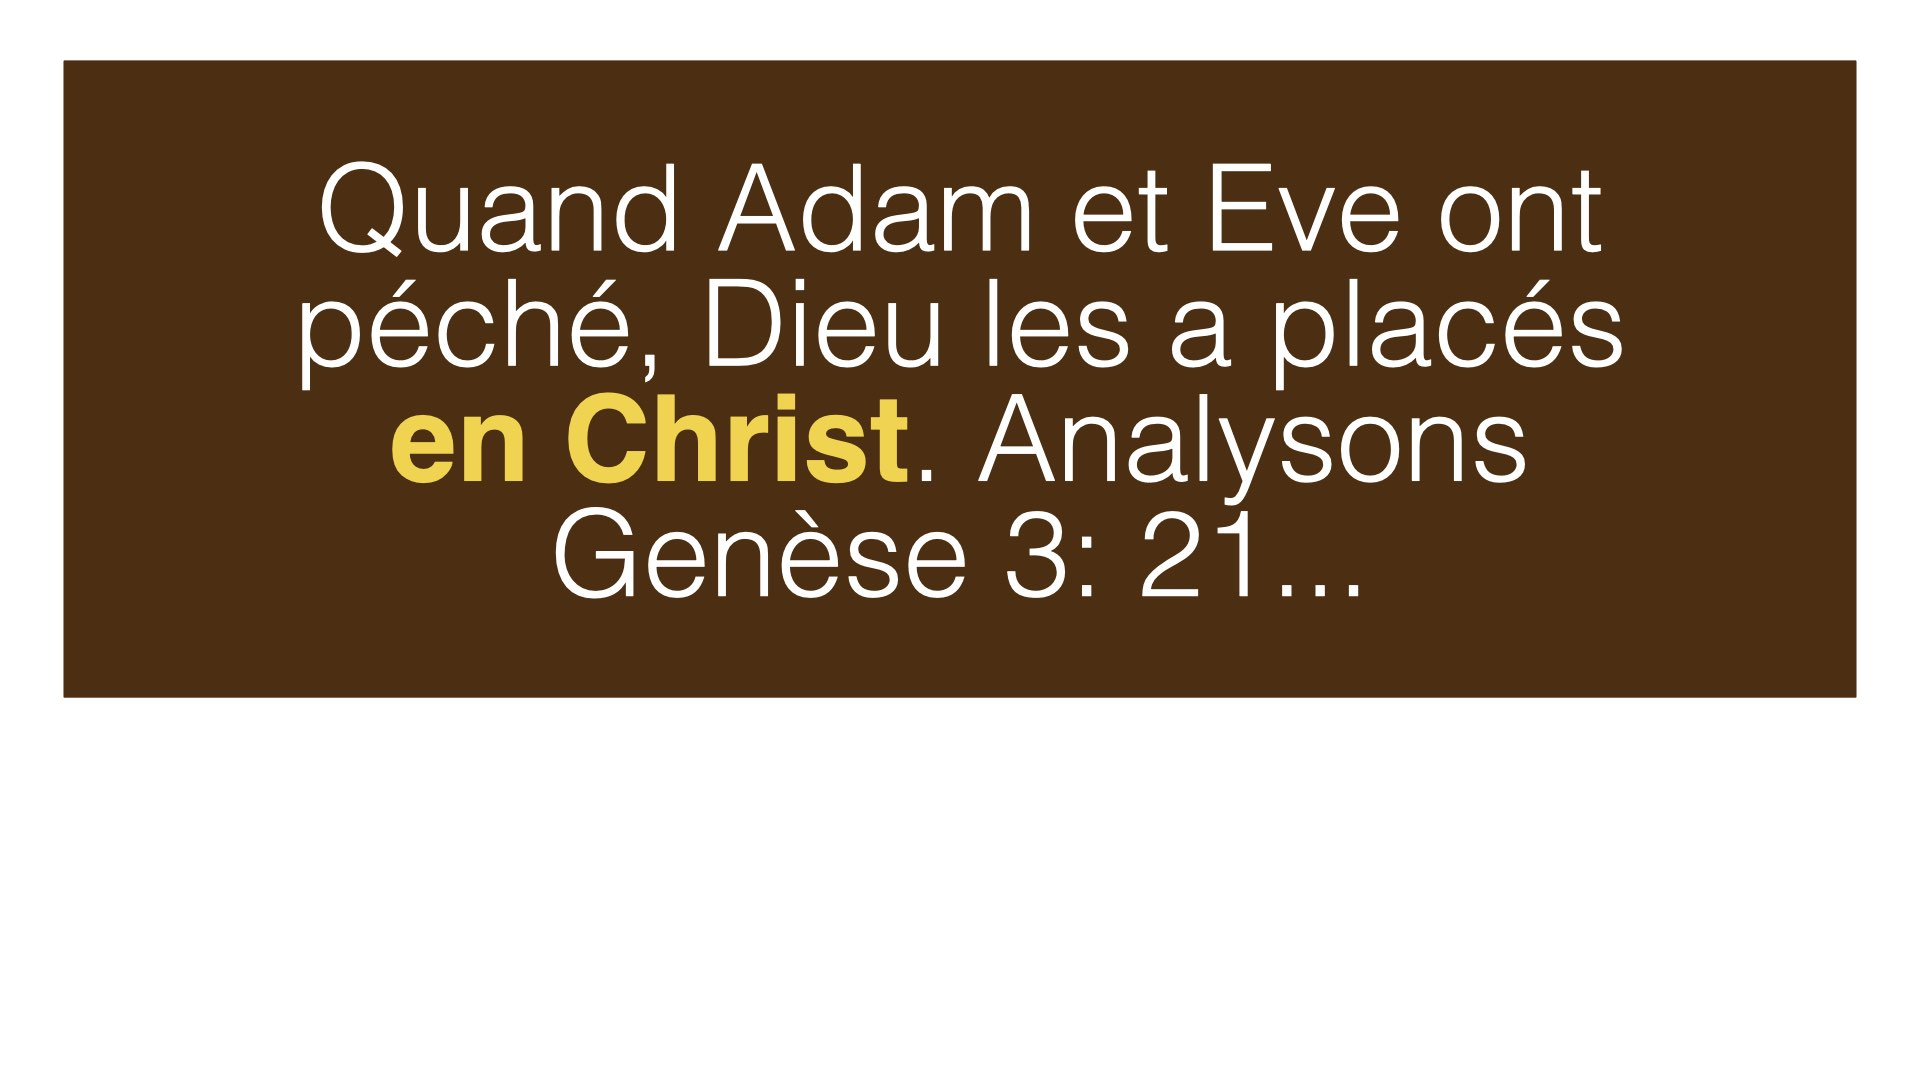 Quand Adam et Eve ont
péché, Dieu les a placés
en Christ. Analysons
Genèse 3: 21...